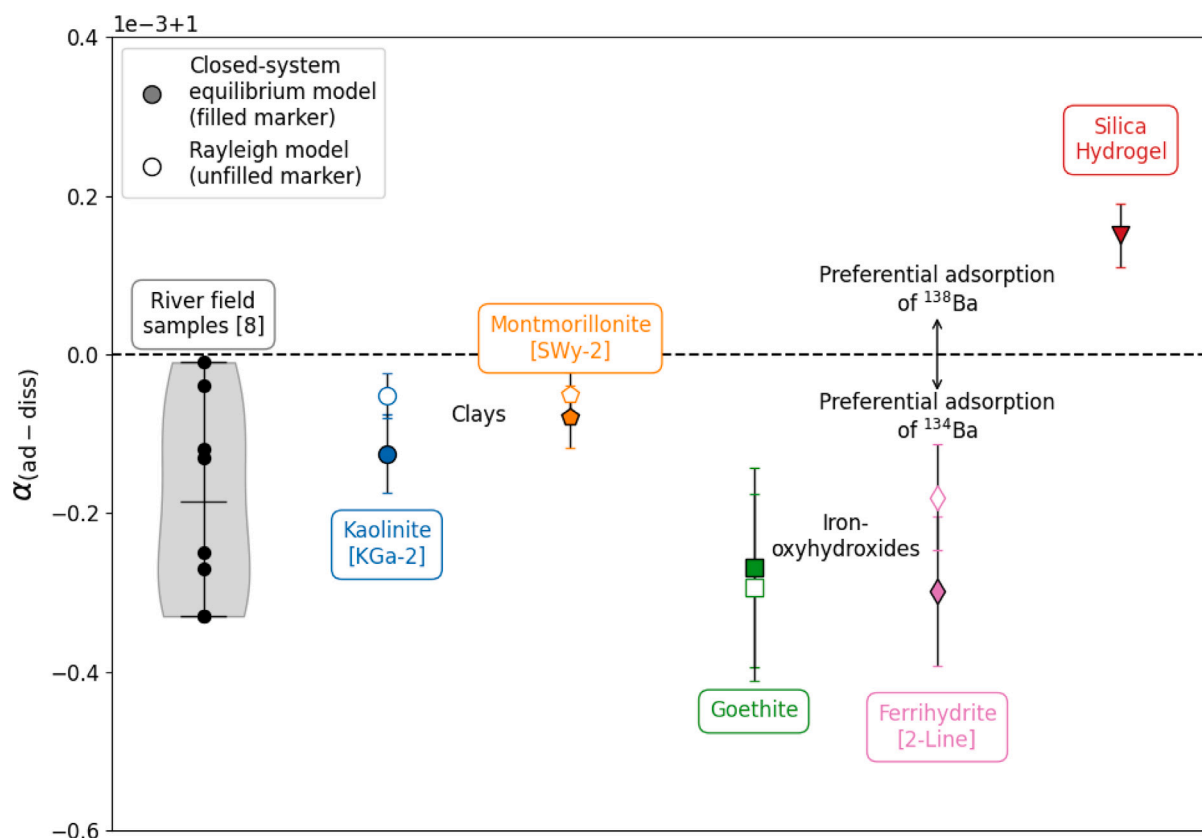 1e−3+1
0.4
0.2
0.0
−0.2
−0.4
−0.6
α(ad − diss)
Closed-system
equilibrium model
(filled marker)
Rayleigh model
(unfilled marker)
Silica
Hydrogel
River field
samples [8]
Preferential adsorption
of ¹³⁸Ba
Montmorillonite
[SWy-2]
Clays
Preferential adsorption
of ¹³⁴Ba
Kaolinite
[KGa-2]
Iron-
oxyhydroxides
Goethite
Ferrihydrite
[2-Line]